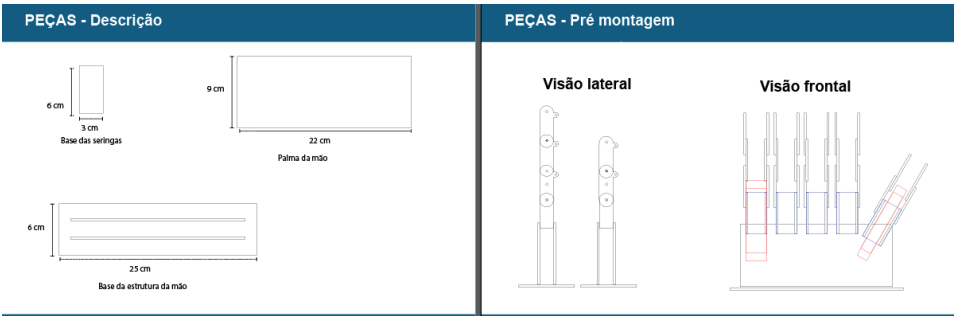 PEÇAS - Descrição
6 cm
3 cm
Base das seringas
9 cm
22 cm
Palma da mão
6 cm
25 cm
Base da estrutura da mão
PEÇAS - Pré montagem
Visão lateral
Visão frontal